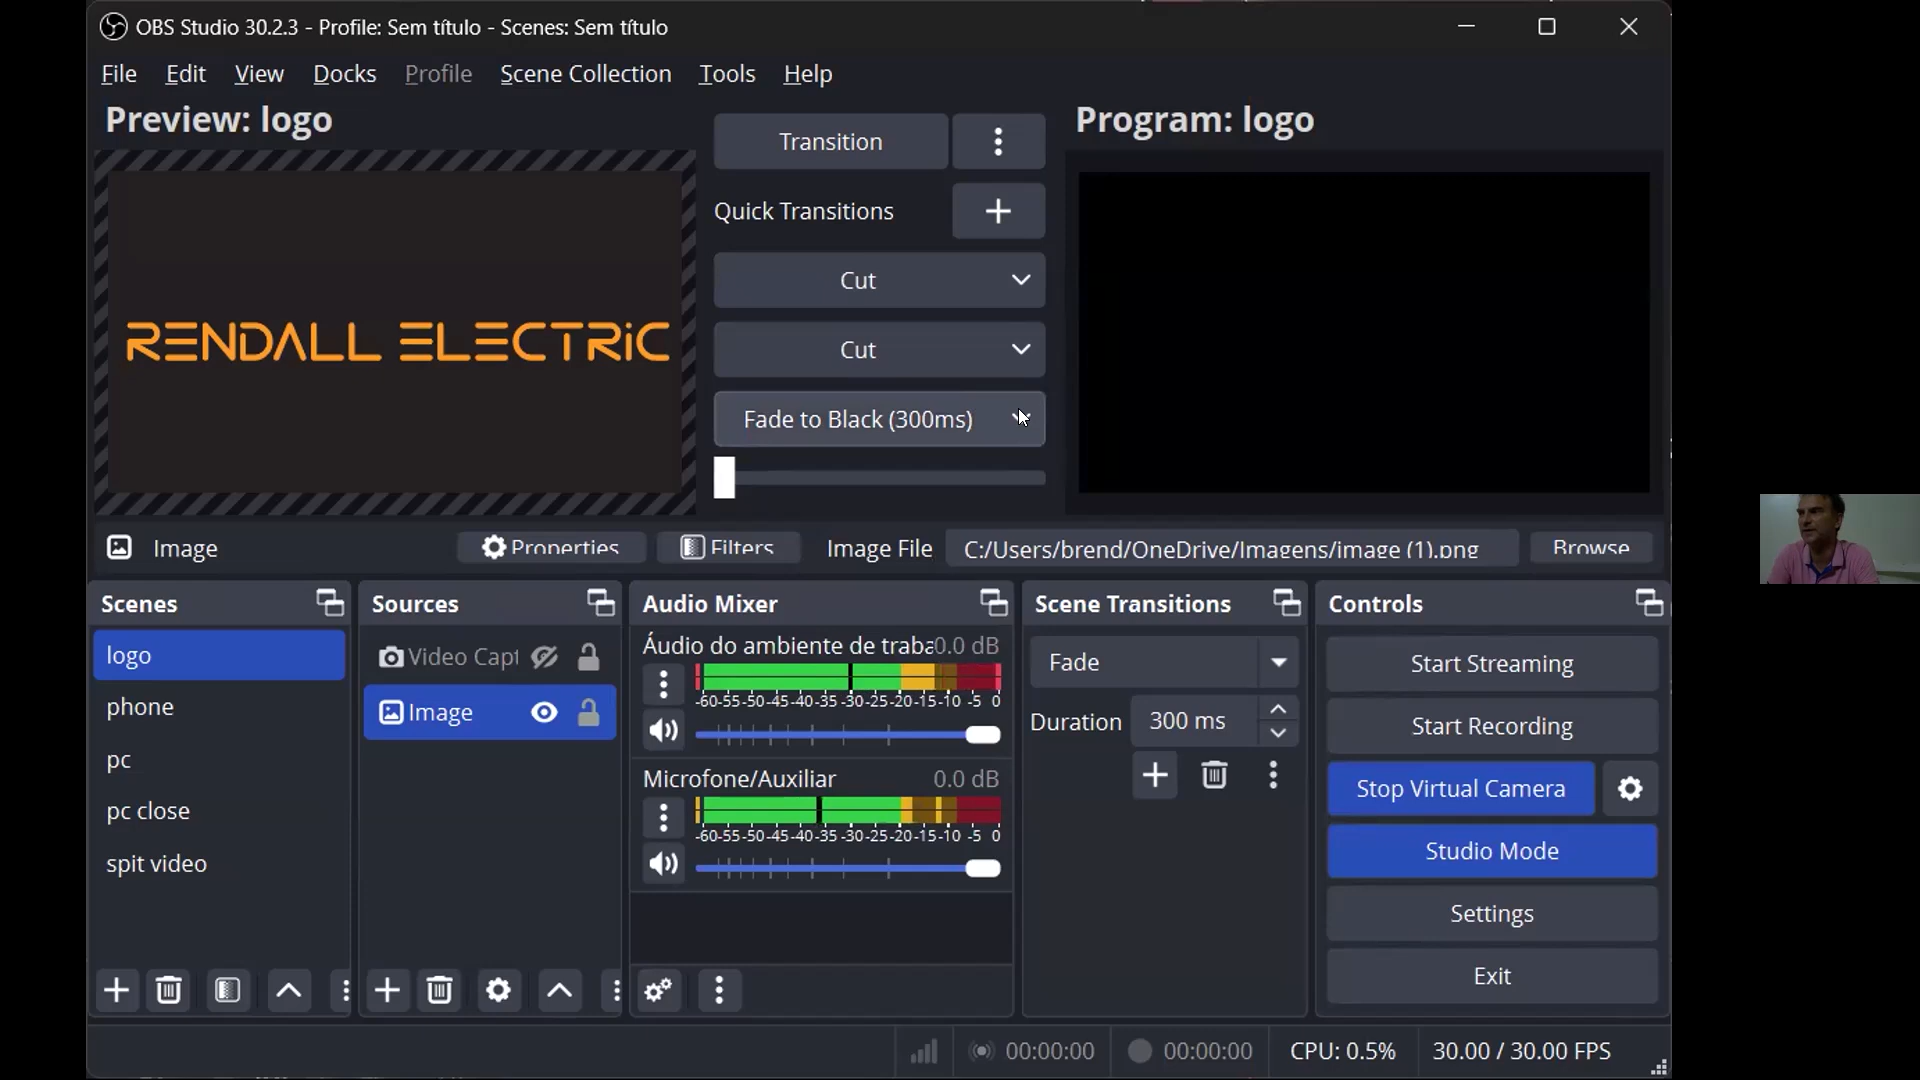 OBS Studio 30.2.3 - Profile: Sem título - Scenes: Sem título
File Edit View Docks Profile Scene Collection Tools Help
Preview: logo
Transition
Program: logo
Quick Transitions
Cut
Cut
Fade to Black (300ms)
RENDALL ELECTRiC
Image
Properties
Filters
Image File
C:/Users/brend/OneDrive/Imagens/image (1).png
Browse
Scenes
logo
phone
pc
pc close
spit video
Sources
Video Capt
Image
Audio Mixer
Áudio do ambiente de traba 0.0 dB
-60 -55 -50 -45 -40 -35 -30 -25 -20 -15 -10 -5 0
Microfone/Auxiliar 0.0 dB
-60 -55 -50 -45 -40 -35 -30 -25 -20 -15 -10 -5 0
Scene Transitions
Fade
Duration 300 ms
Controls
Start Streaming
Start Recording
Stop Virtual Camera
Studio Mode
Settings
Exit
00:00:00
00:00:00
CPU: 0.5%
30.00 / 30.00 FPS